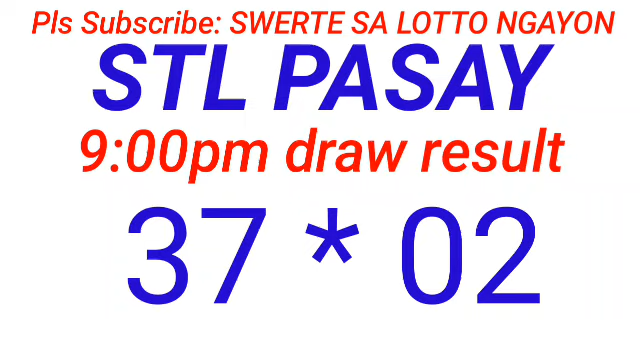 Pls Subscribe: SWERTE SA LOTTO NGAYON
STL PASAY
9:00pm draw result
37 * 02